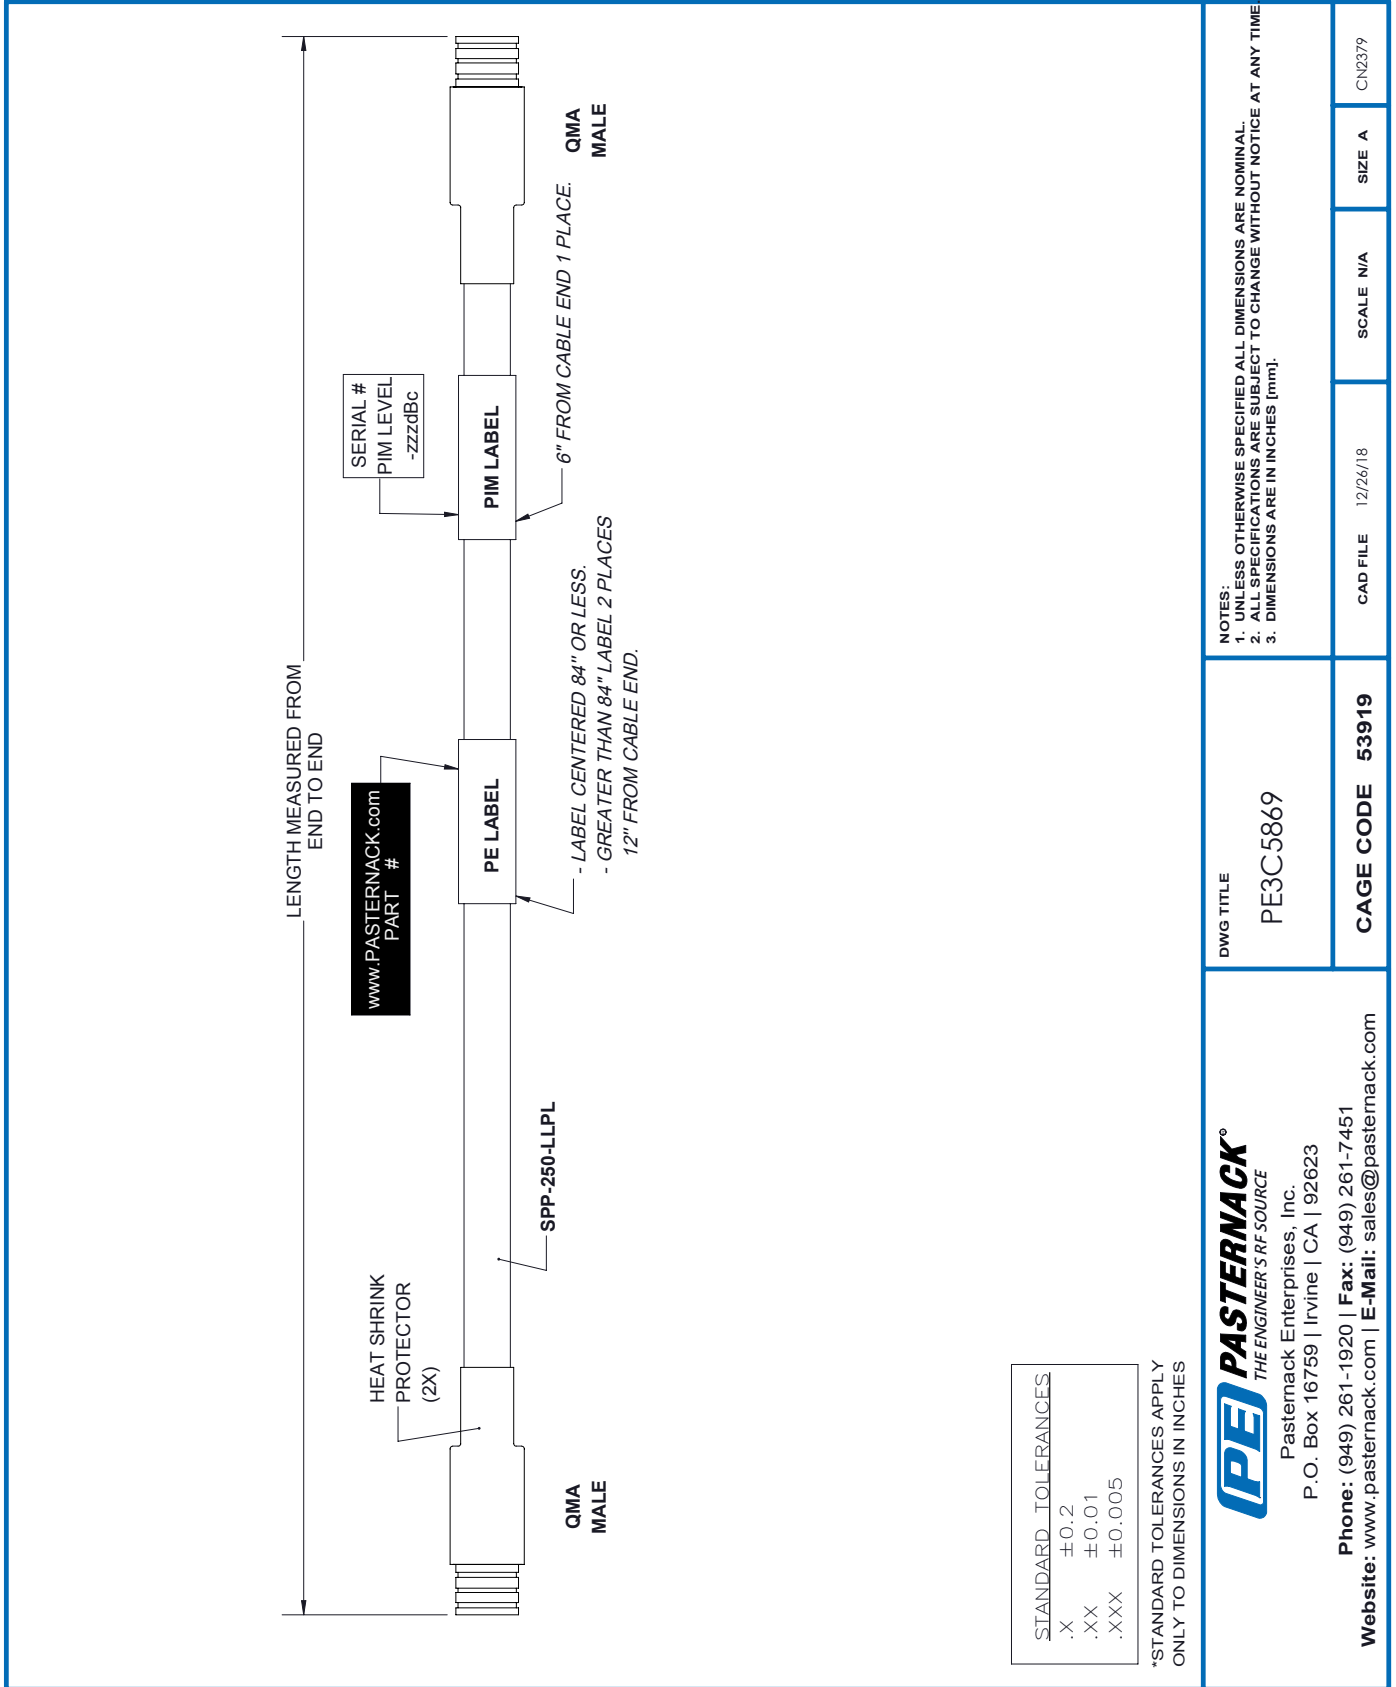 LENGTH MEASURED FROM
END TO END
HEAT SHRINK
PROTECTOR
(2X)
www.PASTERNACK.com
PART #
SERIAL #
PIM LEVEL
-zzzdBc
PE LABEL
PIM LABEL
QMA
MALE
SPP-250-LLPL
- LABEL CENTERED 84" OR LESS.
- GREATER THAN 84" LABEL 2 PLACES
12" FROM CABLE END.
6" FROM CABLE END 1 PLACE.
QMA
MALE
STANDARD TOLERANCES
.X ±0.2
.XX ±0.01
.XXX ±0.005
*STANDARD TOLERANCES APPLY
ONLY TO DIMENSIONS IN INCHES
PE PASTERNACK®
THE ENGINEER'S RF SOURCE
Pasternack Enterprises, Inc.
P.O. Box 16759 | Irvine | CA | 92623
Phone: (949) 261-1920 | Fax: (949) 261-7451
Website: www.pasternack.com | E-Mail: sales@pasternack.com
DWG TITLE
PE3C5869
CAGE CODE 53919
NOTES:
1. UNLESS OTHERWISE SPECIFIED ALL DIMENSIONS ARE NOMINAL.
2. ALL SPECIFICATIONS ARE SUBJECT TO CHANGE WITHOUT NOTICE AT ANY TIME.
3. DIMENSIONS ARE IN INCHES [mm].
CAD FILE 12/26/18
SCALE N/A
SIZE A
CN2379